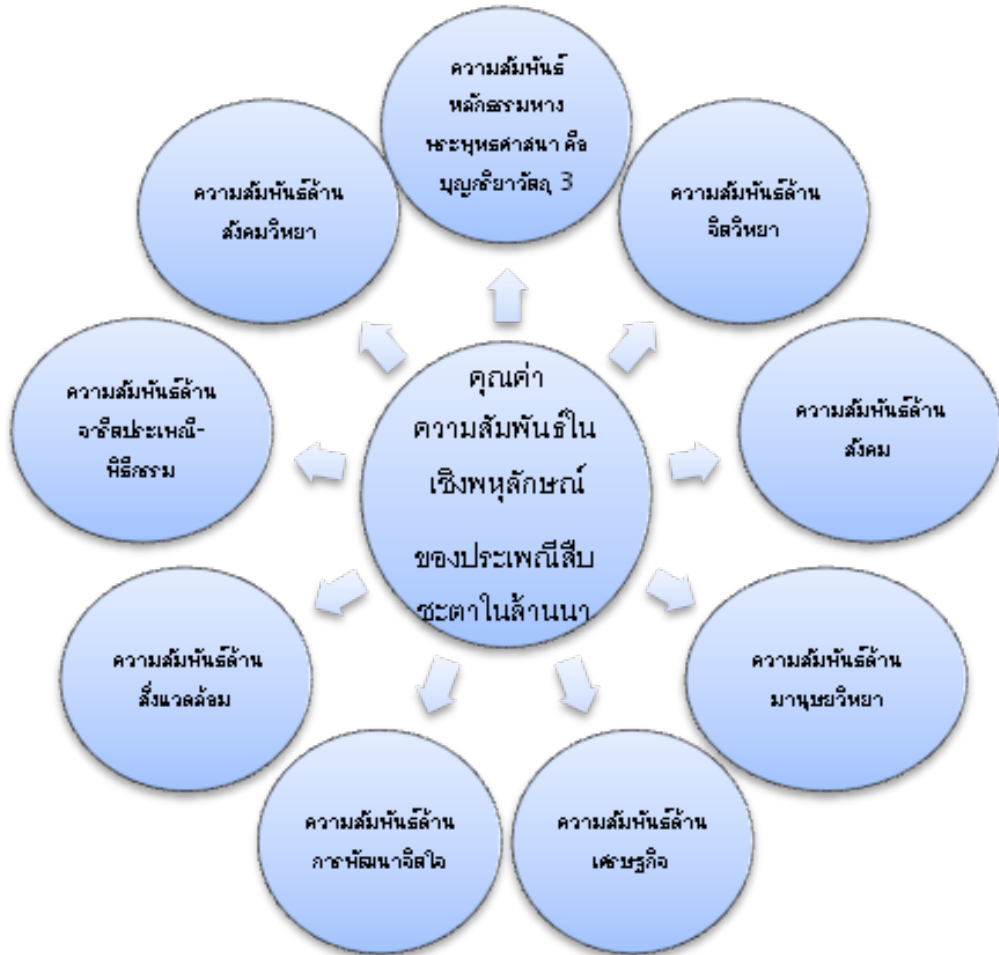 ความสัมพันธ์
หลักธรรมทาง
พระพุทธศาสนา คือ
บุญกริยาวัตถุ 3
ความสัมพันธ์ด้าน
จิตวิทยา
ความสัมพันธ์ด้าน
สังคม
ความสัมพันธ์ด้าน
มานุษยวิทยา
ความสัมพันธ์ด้าน
เศรษฐกิจ
ความสัมพันธ์ด้าน
การพัฒนาจิตใจ
ความสัมพันธ์ด้าน
สิ่งแวดล้อม
ความสัมพันธ์ด้าน
จารีตประเพณี-
พิธีกรรม
ความสัมพันธ์ด้าน
สังคมวิทยา
คุณค่า
ความสัมพันธ์ใน
เชิงพหุลักษณ์
ของประเพณีสืบ
ชะตาในล้านนา